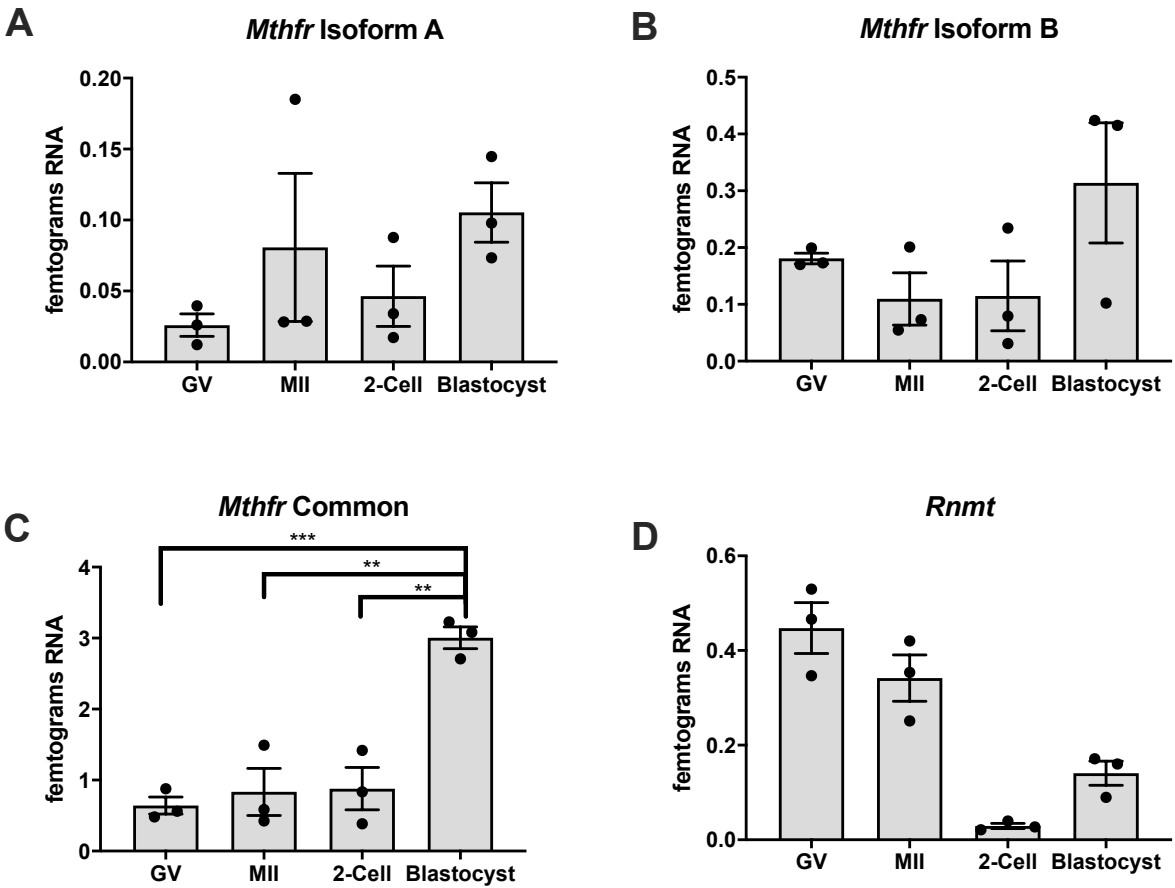 A
Mthfr Isoform A
femtograms RNA
0.20
0.15
0.10
0.05
0.00
GV MII 2-Cell Blastocyst
B
Mthfr Isoform B
femtograms RNA
0.5
0.4
0.3
0.2
0.1
0.0
GV MII 2-Cell Blastocyst
C
Mthfr Common
femtograms RNA
***
**
**
4
3
2
1
0
GV MII 2-Cell Blastocyst
D
Rnmt
femtograms RNA
0.6
0.4
0.2
0.0
GV MII 2-Cell Blastocyst